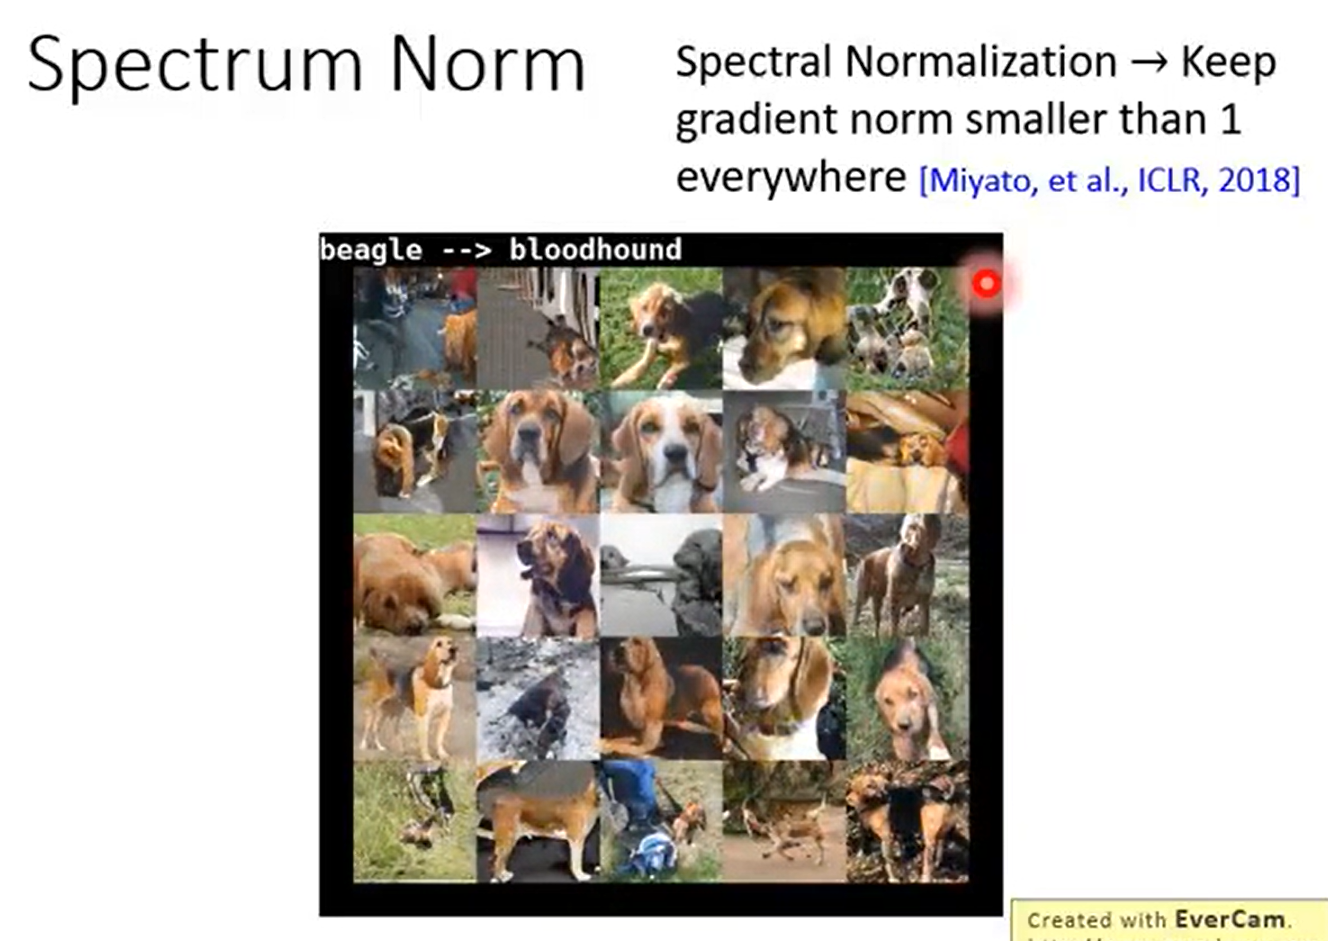 Spectrum Norm
Spectral Normalization → Keep
gradient norm smaller than 1
everywhere [Miyato, et al., ICLR, 2018]
beagle --> bloodhound
Created with EverCam.